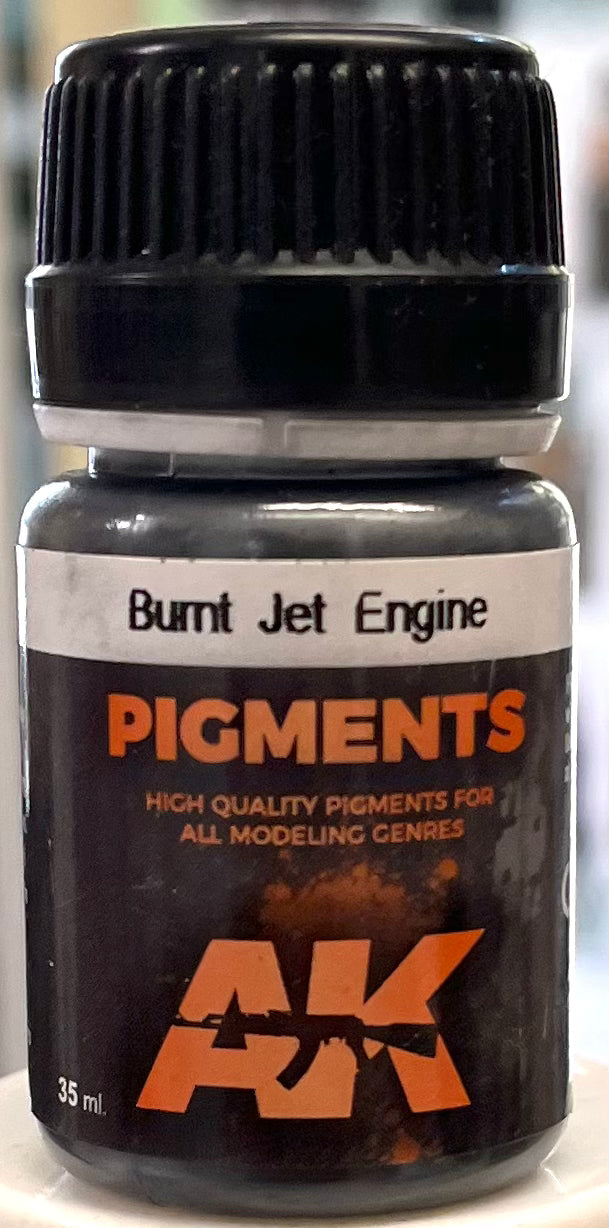 Burnt Jet Engine
PIGMENTS
HIGH QUALITY PIGMENTS FOR
ALL MODELING GENRES
AK
35 ml.